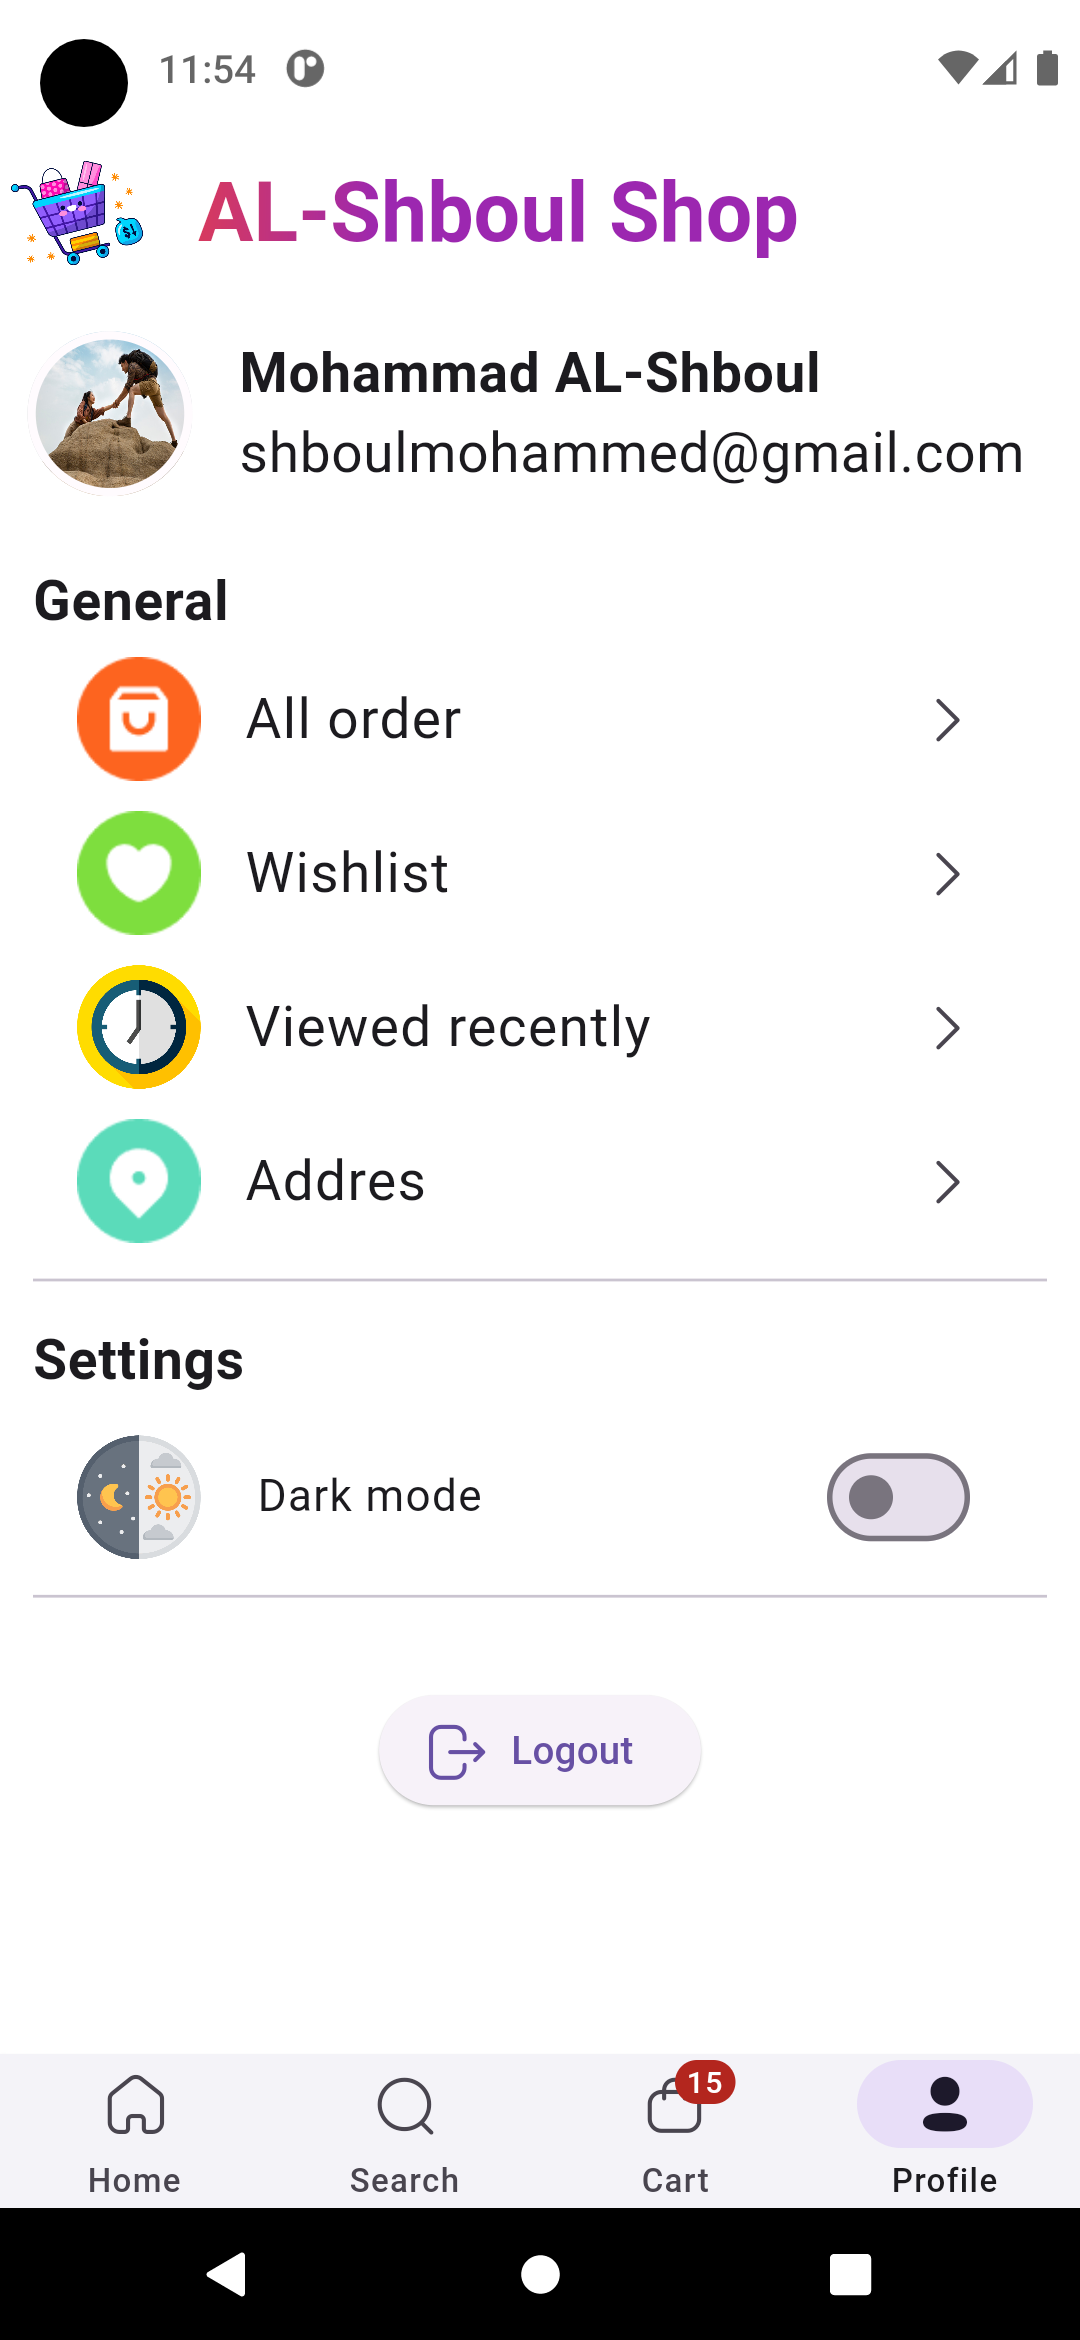 11:54
AL-Shboul Shop
Mohammad AL-Shboul
shboulmohammed@gmail.com
General
All order
Wishlist
Viewed recently
Addres
Settings
Dark mode
Logout
15
Home
Search
Cart
Profile